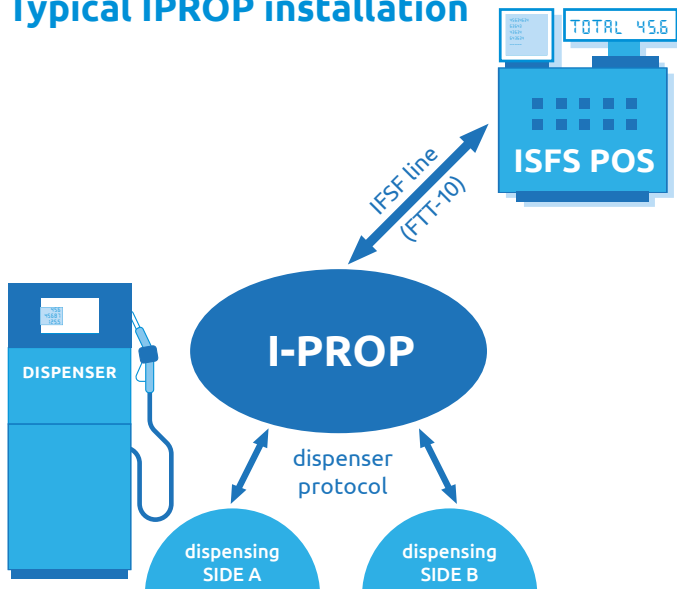 Typical IPROP installation
TOTAL 45.6
ISFS POS
IFSF line
(FTT-10)
I-PROP
DISPENSER
dispenser
protocol
dispensing
SIDE A
dispensing
SIDE B